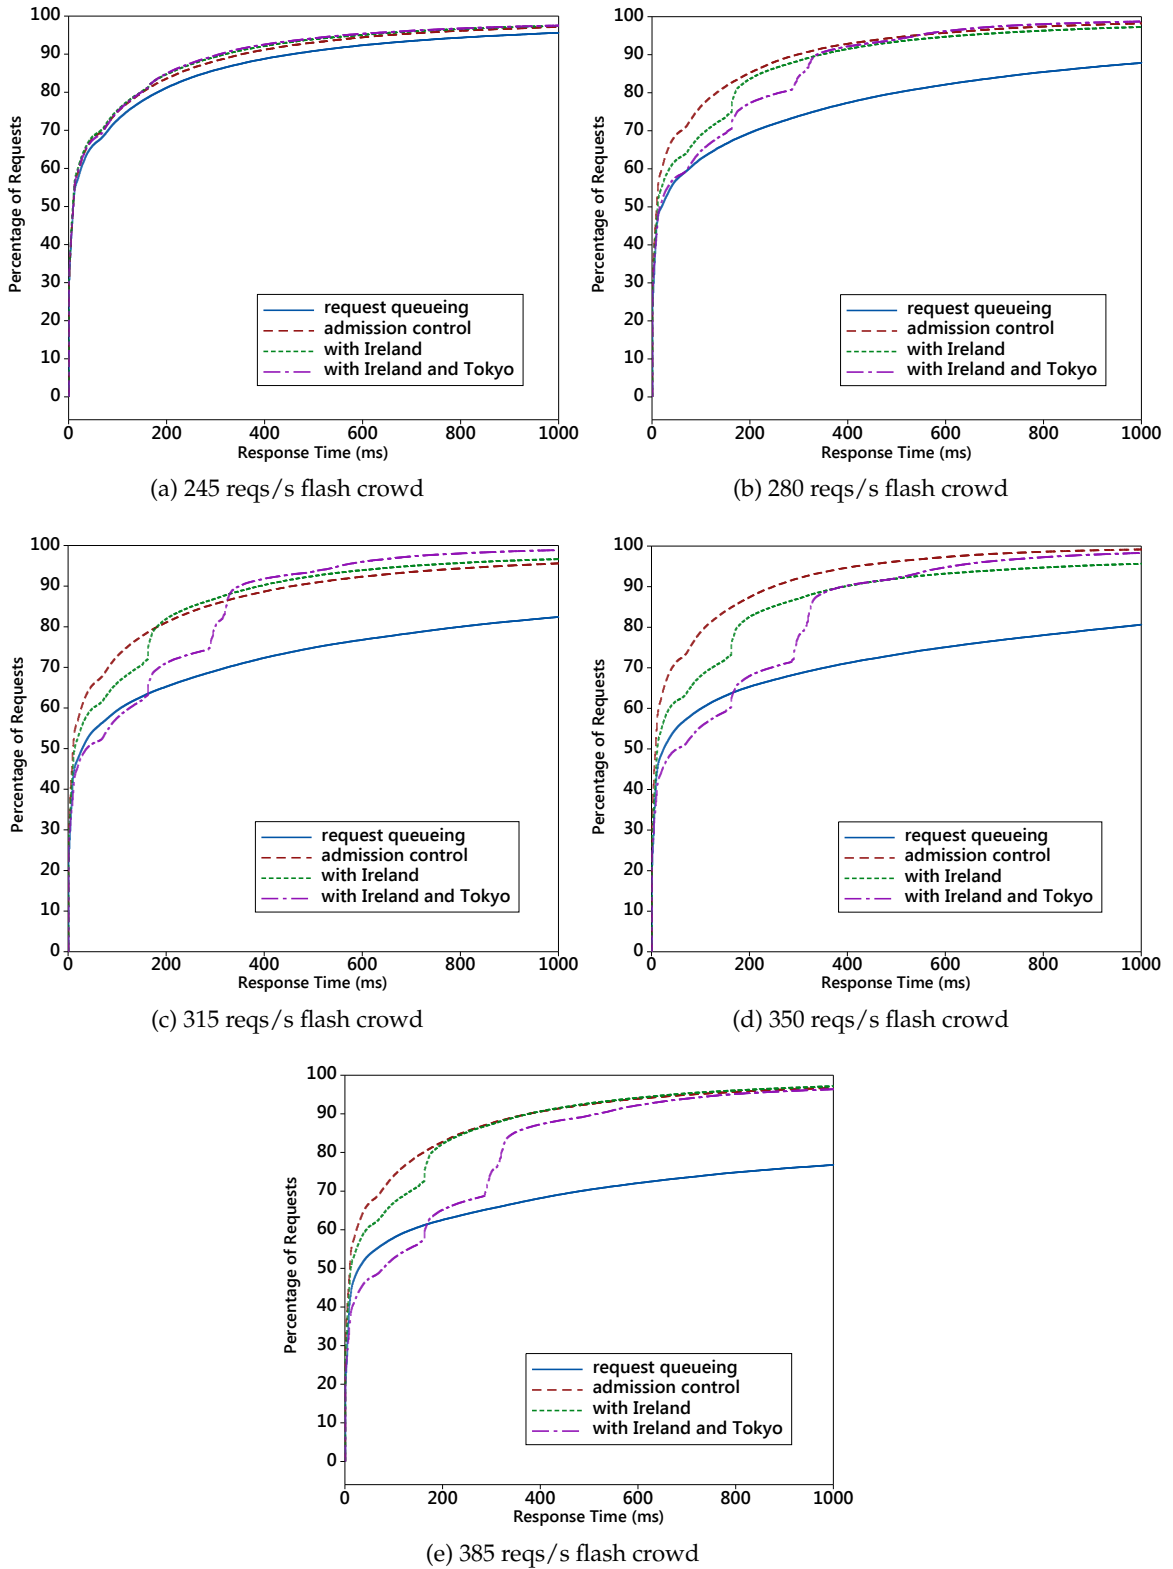 100
90
80
70
60
50
40
30
20
10
0
Percentage of Requests
request queueing
admission control
with Ireland
with Ireland and Tokyo
0 200 400 600 800 1000
Response Time (ms)
(a) 245 reqs/s flash crowd
100
90
80
70
60
50
40
30
20
10
0
Percentage of Requests
request queueing
admission control
with Ireland
with Ireland and Tokyo
0 200 400 600 800 1000
Response Time (ms)
(b) 280 reqs/s flash crowd
100
90
80
70
60
50
40
30
20
10
0
Percentage of Requests
request queueing
admission control
with Ireland
with Ireland and Tokyo
0 200 400 600 800 1000
Response Time (ms)
(c) 315 reqs/s flash crowd
100
90
80
70
60
50
40
30
20
10
0
Percentage of Requests
request queueing
admission control
with Ireland
with Ireland and Tokyo
0 200 400 600 800 1000
Response Time (ms)
(d) 350 reqs/s flash crowd
100
90
80
70
60
50
40
30
20
10
0
Percentage of Requests
request queueing
admission control
with Ireland
with Ireland and Tokyo
0 200 400 600 800 1000
Response Time (ms)
(e) 385 reqs/s flash crowd